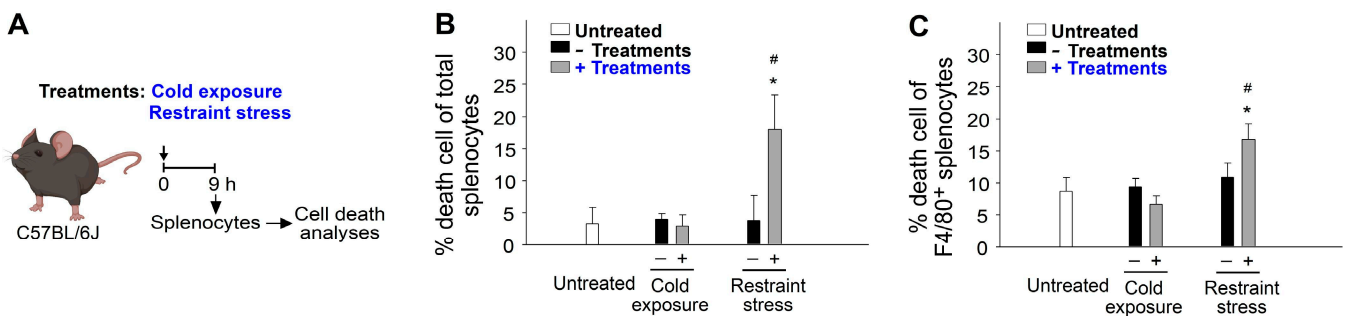 A
Treatments: Cold exposure
Restraint stress
0
9 h
Splenocytes
Cell death
analyses
C57BL/6J
B
Untreated
– Treatments
+ Treatments
% death cell of total
splenocytes
30
25
20
15
10
5
0
#
*
– +
– +
Untreated
Cold
exposure
Restraint
stress
C
Untreated
– Treatments
+ Treatments
% death cell of
F4/80+ splenocytes
30
25
20
15
10
5
0
#
*
– +
– +
Untreated
Cold
exposure
Restraint
stress